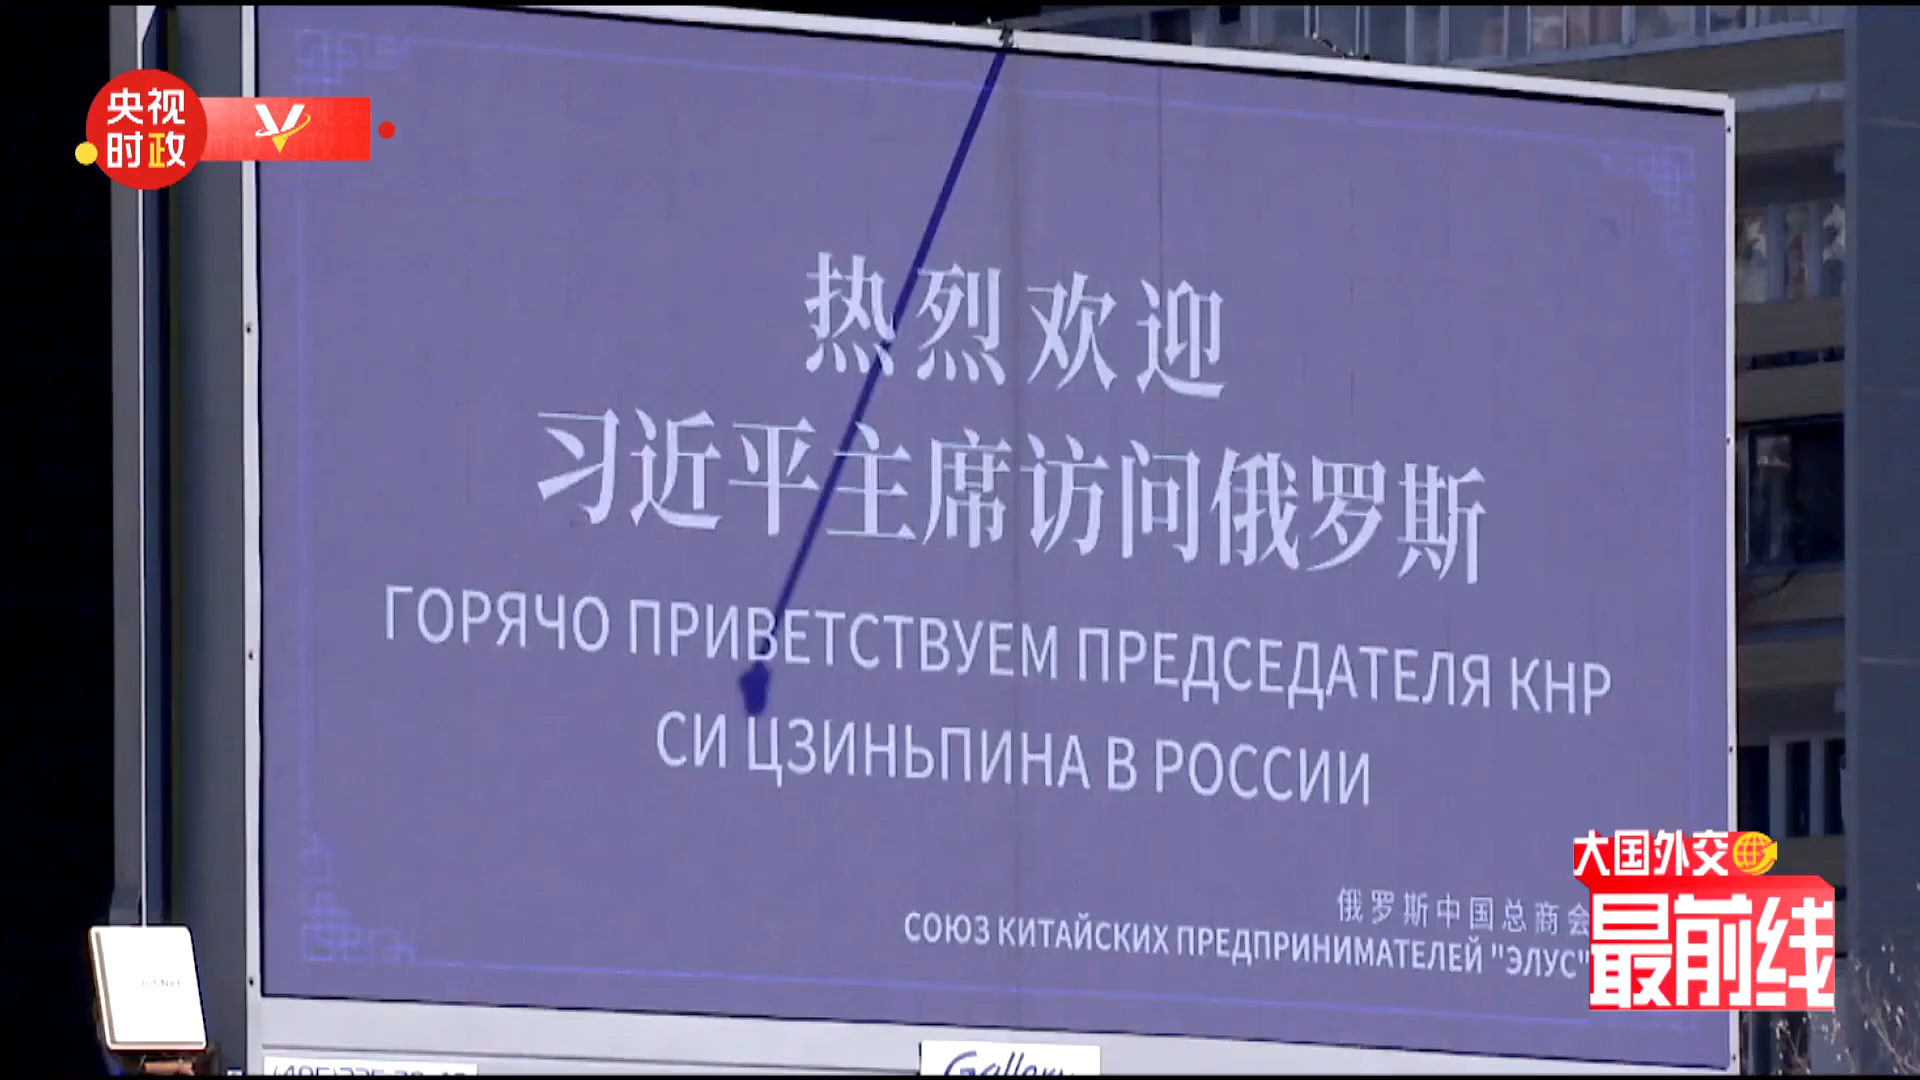 央视
时政
热烈欢迎
习近平主席访问俄罗斯
ГОРЯЧО ПРИВЕТСТВУЕМ ПРЕДСЕДАТЕЛЯ КНР
СИ ЦЗИНЬПИНА В РОССИИ
俄罗斯中国总商会
СОЮЗ КИТАЙСКИХ ПРЕДПРИНИМАТЕЛЕЙ "ЭЛУС"
大国外交
最前线
Gallery